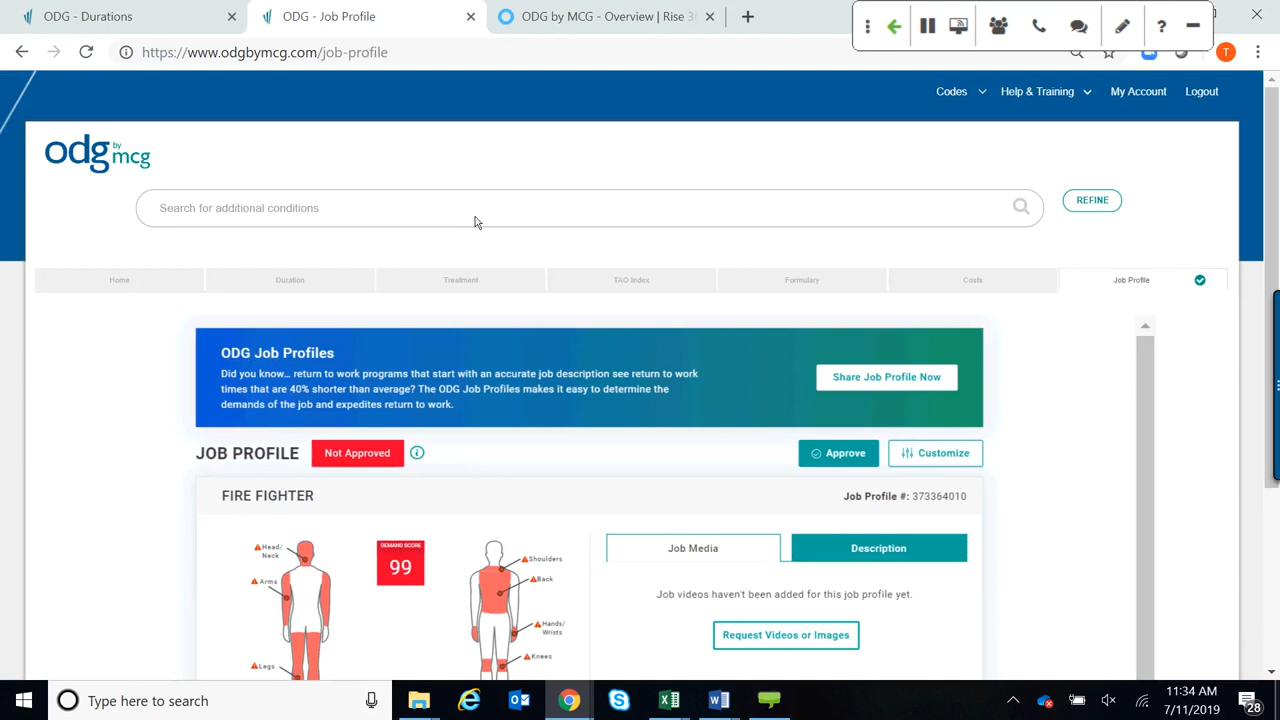 ODG - Durations
ODG - Job Profile
ODG by MCG - Overview | Rise 3
https://www.odgbymcg.com/job-profile
T
Codes
Help & Training
My Account
Logout
odg by mcg
Search for additional conditions
REFINE
Home
Duration
Treatment
TAO Index
Formulary
Costs
Job Profile
ODG Job Profiles
Did you know... return to work programs that start with an accurate job description see return to work
times that are 40% shorter than average? The ODG Job Profiles makes it easy to determine the
demands of the job and expedites return to work.
Share Job Profile Now
JOB PROFILE
Not Approved
Approve
Customize
FIRE FIGHTER
Job Profile #: 373364010
Head/
Neck
Arms
Legs
DEMAND SCORE
99
Shoulders
Back
Hands/
Wrists
Knees
Job Media
Description
Job videos haven't been added for this job profile yet.
Request Videos or Images
Type here to search
11:34 AM
7/11/2019
28